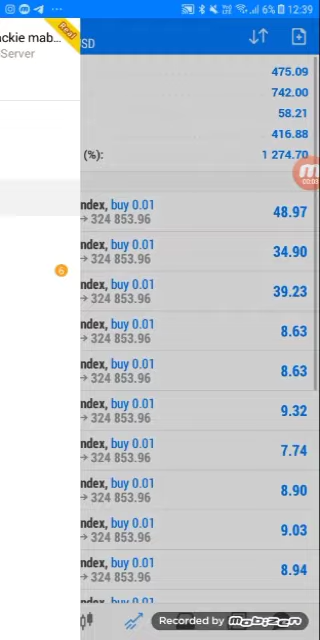 6% 12:39
ackie mab...
Real
Server
SD
475.09
742.00
58.21
416.88
(%): 1 274.70
00:03
ndex, buy 0.01
→ 324 853.96
48.97
ndex, buy 0.01
→ 324 853.96
34.90
6
ndex, buy 0.01
→ 324 853.96
39.23
ndex, buy 0.01
→ 324 853.96
8.63
ndex, buy 0.01
→ 324 853.96
8.63
ndex, buy 0.01
→ 324 853.96
9.32
ndex, buy 0.01
→ 324 853.96
7.74
ndex, buy 0.01
→ 324 853.96
8.90
ndex, buy 0.01
→ 324 853.96
9.03
ndex, buy 0.01
→ 324 853.96
8.94
Recorded by Mobizen